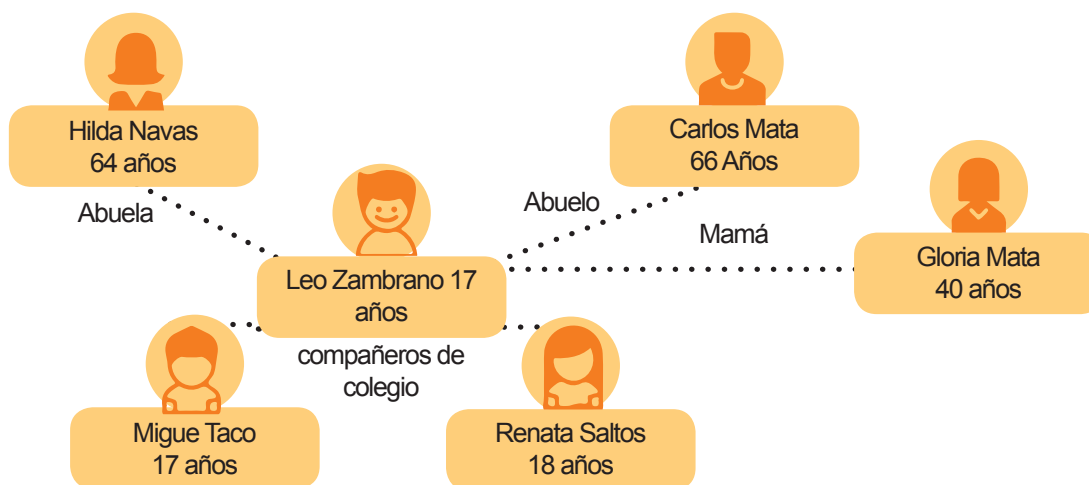 Hilda Navas
64 años
Carlos Mata
66 Años
Abuela
Abuelo
Mamá
Gloria Mata
40 años
Leo Zambrano 17
años
compañeros de
colegio
Migue Taco
17 años
Renata Saltos
18 años